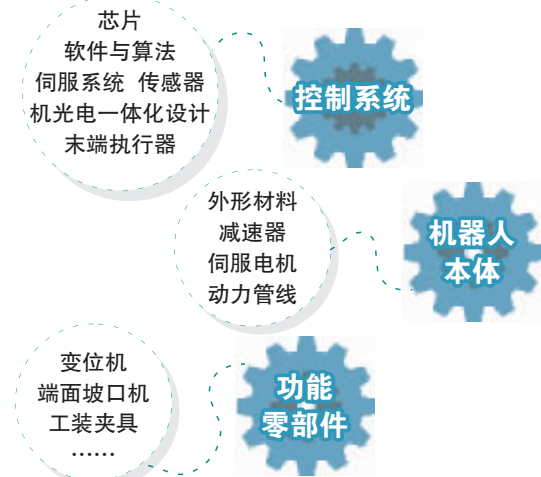 芯片
软件与算法
伺服系统 传感器
机光电一体化设计
末端执行器
控制系统
外形材料
减速器
伺服电机
动力管线
机器人
本体
变位机
端面坡口机
工装夹具
……
功能
零部件